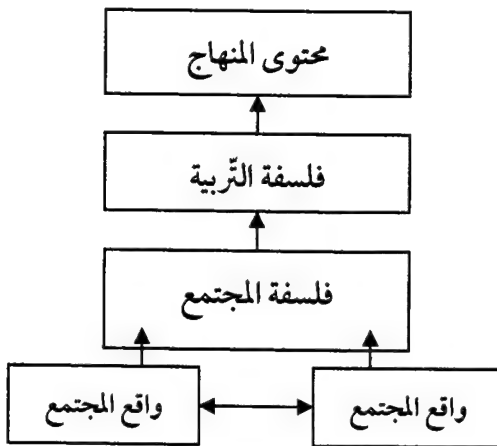 محتوى المنهاج
فلسفة التّربية
فلسفة المجتمع
واقع المجتمع
واقع المجتمع